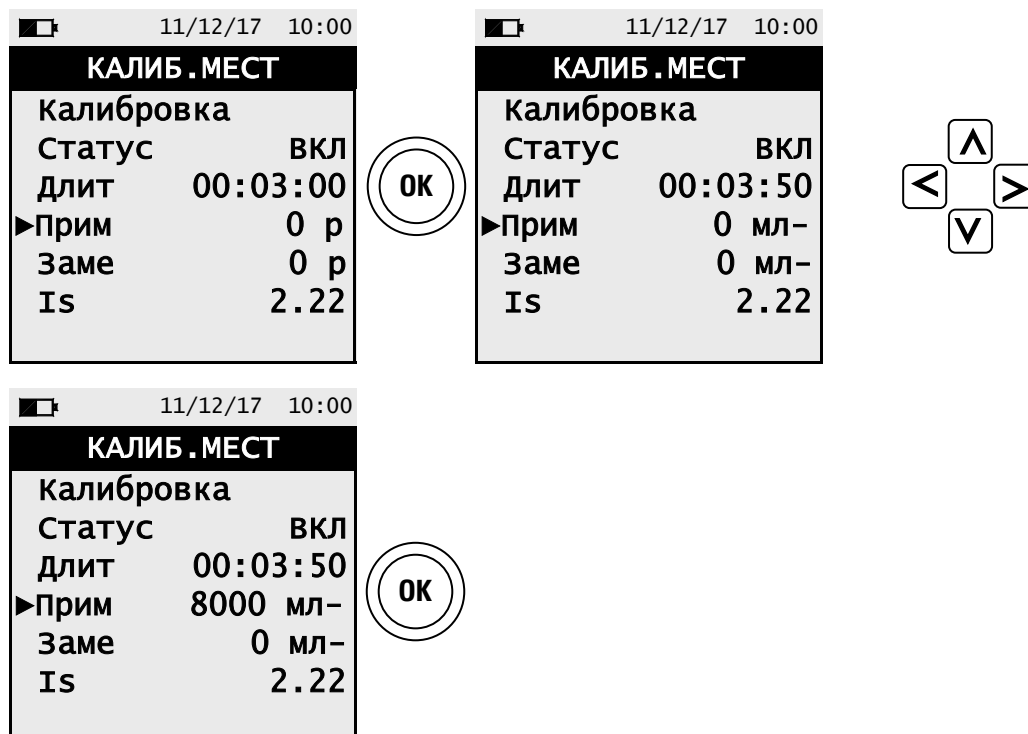 11/12/17 10:00
КАЛИБ.МЕСТ
Калибровка
Статус ВКЛ
Длит 00:03:00
►Прим 0 р
Заме 0 р
Is 2.22
OK
11/12/17 10:00
КАЛИБ.МЕСТ
Калибровка
Статус ВКЛ
Длит 00:03:50
►Прим 0 мл-
Заме 0 мл-
Is 2.22
11/12/17 10:00
КАЛИБ.МЕСТ
Калибровка
Статус ВКЛ
Длит 00:03:50
►Прим 8000 мл-
Заме 0 мл-
Is 2.22
OK